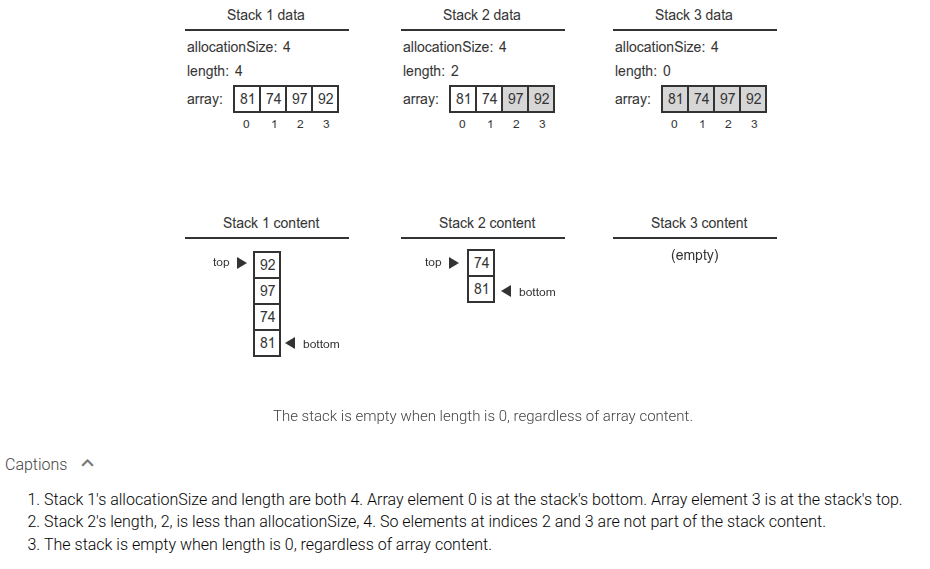 Stack 1 data Stack 2 data Stack 3 data
allocationSize: 4 allocationSize: 4 allocationSize: 4
length: 4 length: 2 length: 0
array: 81 74 97 92 array: 81 74 97 92 array: 81 74 97 92
0 1 2 3 0 1 2 3 0 1 2 3
Stack 1 content Stack 2 content Stack 3 content
top 92 top 74 (empty)
97 81 bottom
74
81 bottom
The stack is empty when length is 0, regardless of array content.
Captions
1. Stack 1's allocationSize and length are both 4. Array element 0 is at the stack's bottom. Array element 3 is at the stack's top.
2. Stack 2's length, 2, is less than allocationSize, 4. So elements at indices 2 and 3 are not part of the stack content.
3. The stack is empty when length is 0, regardless of array content.